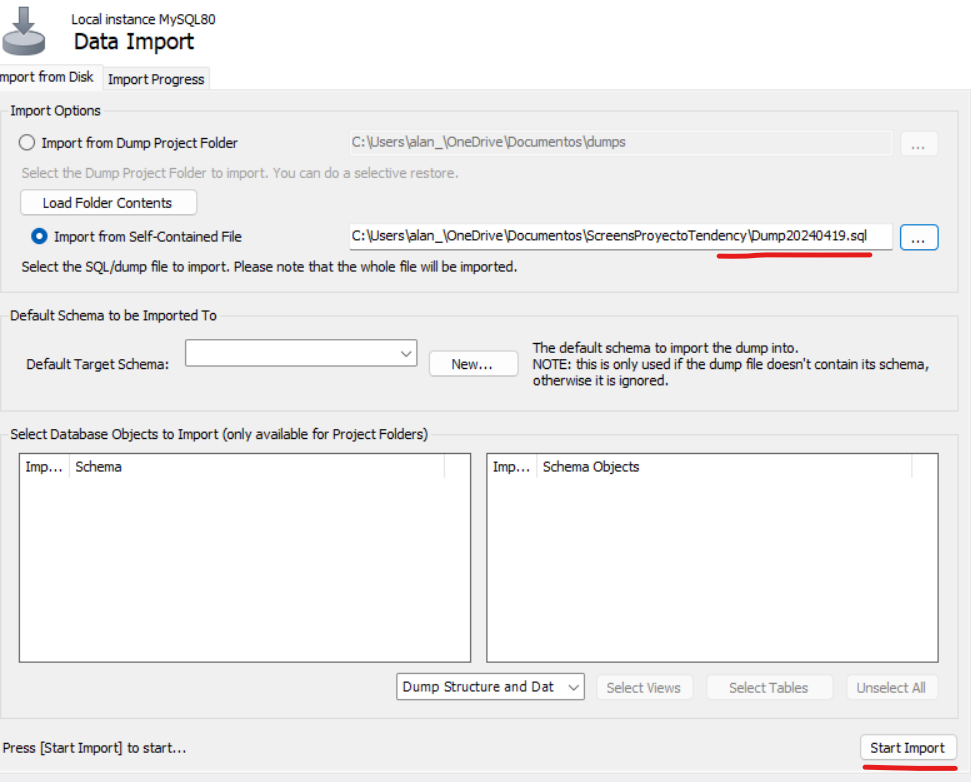 Local instance MySQL80
Data Import
mport from Disk
Import Progress
Import Options
Import from Dump Project Folder
C:\Users\alan_\OneDrive\Documentos\dumps
...
Select the Dump Project Folder to import. You can do a selective restore.
Load Folder Contents
Import from Self-Contained File
C:\Users\alan_\OneDrive\Documentos\ScreensProyectoTendency\Dump20240419.sql
...
Select the SQL/dump file to import. Please note that the whole file will be imported.
Default Schema to be Imported To
Default Target Schema:
New...
The default schema to import the dump into.
NOTE: this is only used if the dump file doesn't contain its schema,
otherwise it is ignored.
Select Database Objects to Import (only available for Project Folders)
Imp... Schema
Imp... Schema Objects
Dump Structure and Dat
Select Views
Select Tables
Unselect All
Press [Start Import] to start...
Start Import